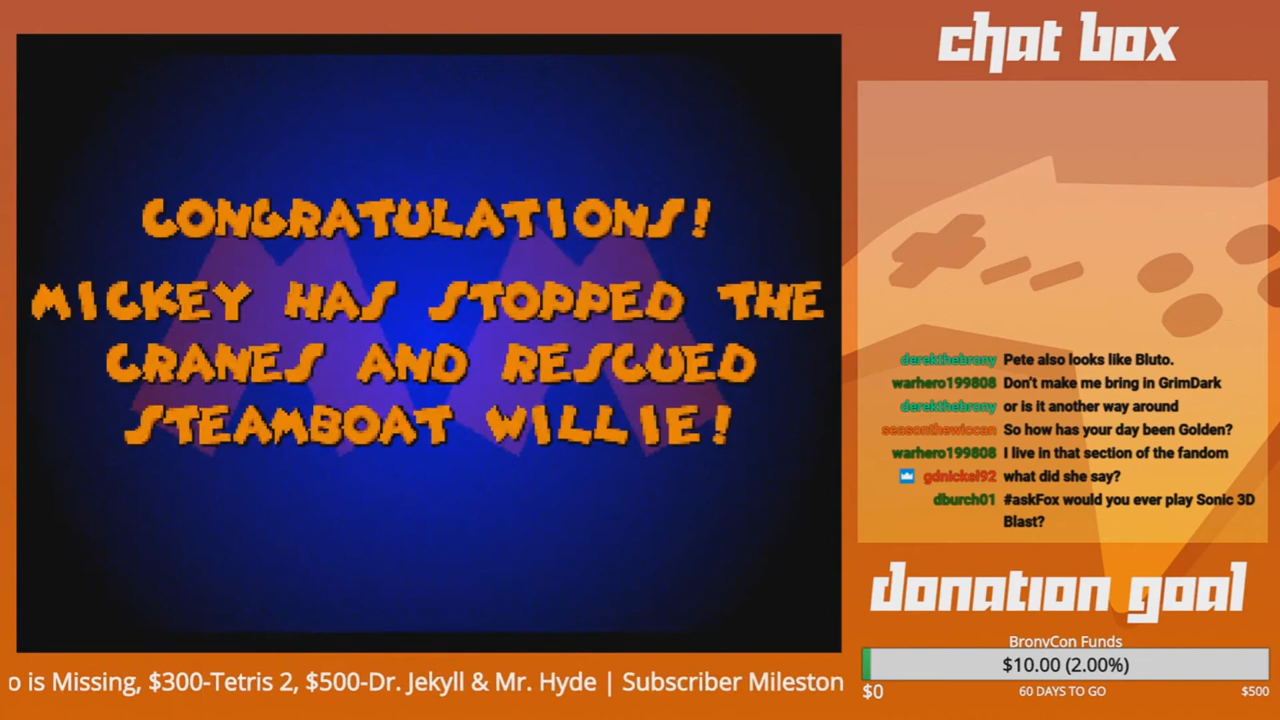 chat box
CONGRATULATIONS!
MICKEY HAS STOPPED THE
CRANES AND RESCUED
STEAMBOAT WILLIE!
derekthebrony Pete also looks like Bluto.
warhero199808 Don't make me bring in GrimDark
derekthebrony or is it another way around
seasonthewiccan So how has your day been Golden?
warhero199808 I live in that section of the fandom
gdnickel92 what did she say?
dburch01 #askFox would you ever play Sonic 3D
Blast?
donation goal
BronyCon Funds
$10.00 (2.00%)
$0 60 DAYS TO GO $500
o is Missing, $300-Tetris 2, $500-Dr. Jekyll & Mr. Hyde | Subscriber Mileston